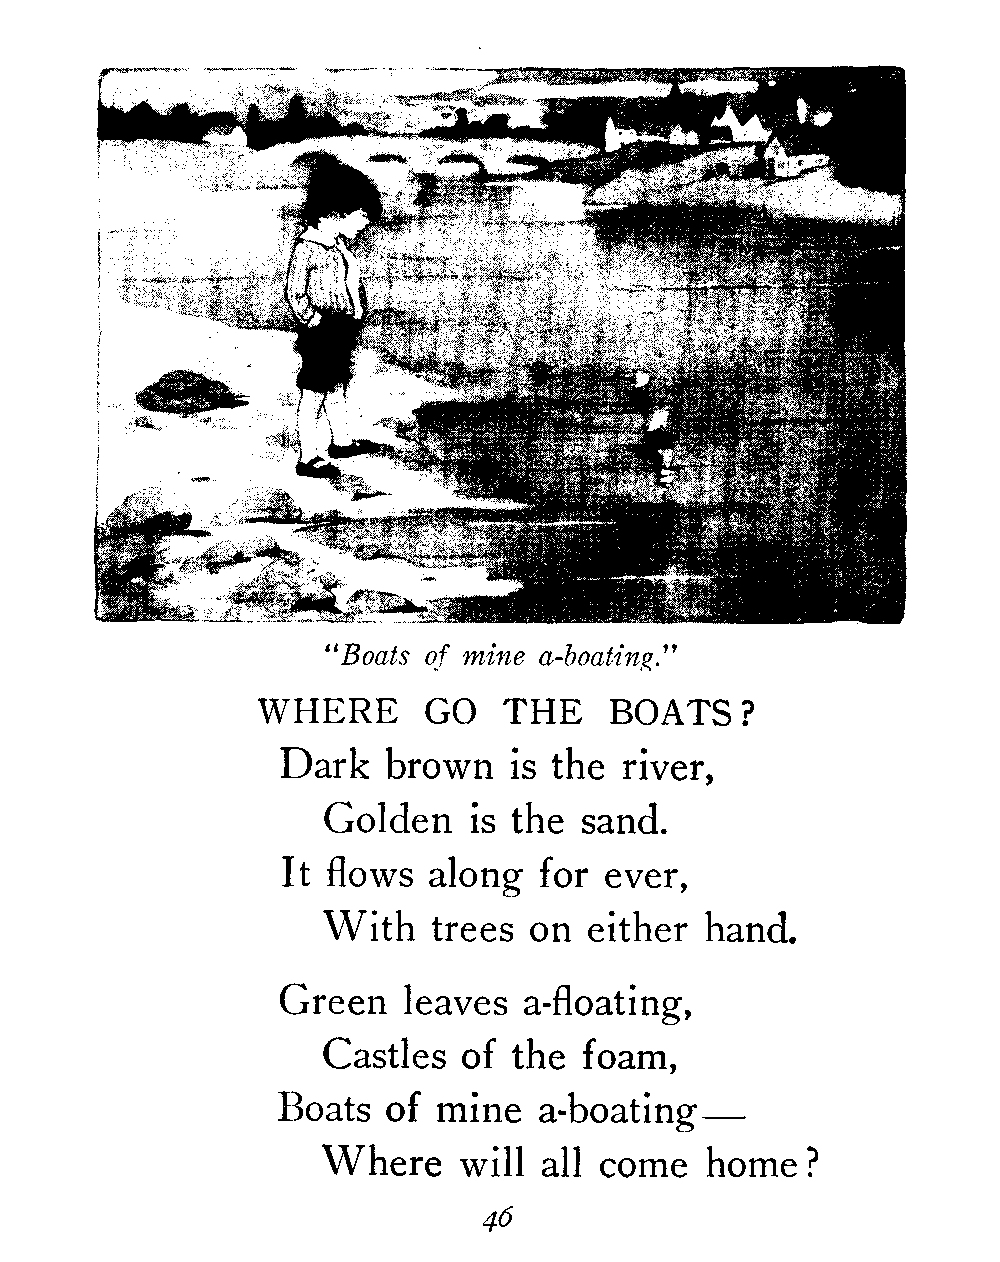 "Boats of mine a-boating."
WHERE GO THE BOATS?
Dark brown is the river,
Golden is the sand.
It flows along for ever,
With trees on either hand.
Green leaves a-floating,
Castles of the foam,
Boats of mine a-boating—
Where will all come home?
46